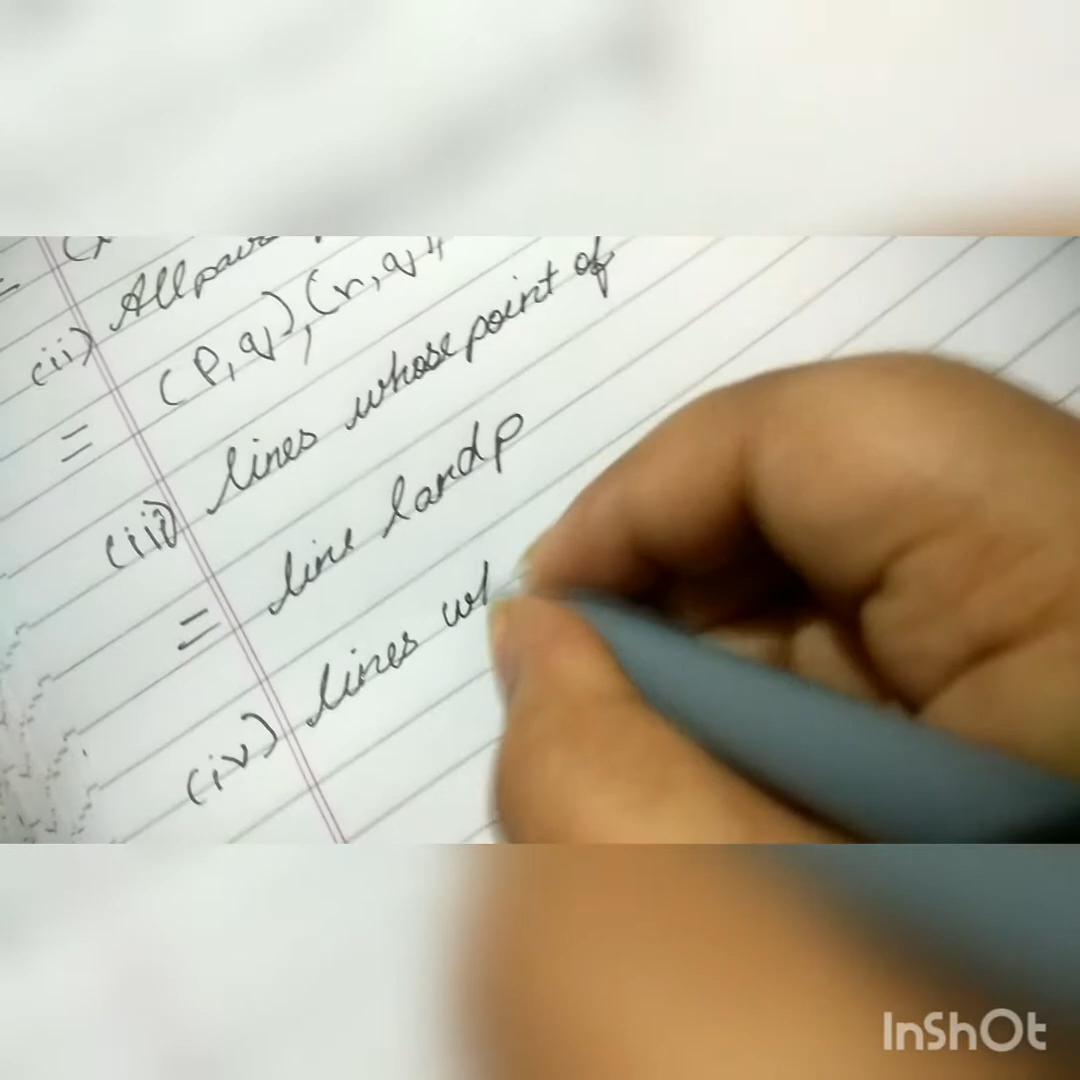 = (
(ii) All pairs
= (P, q), (r, q),
(iii) lines whose point of
= line l and p
(iv) lines wh
InShOt